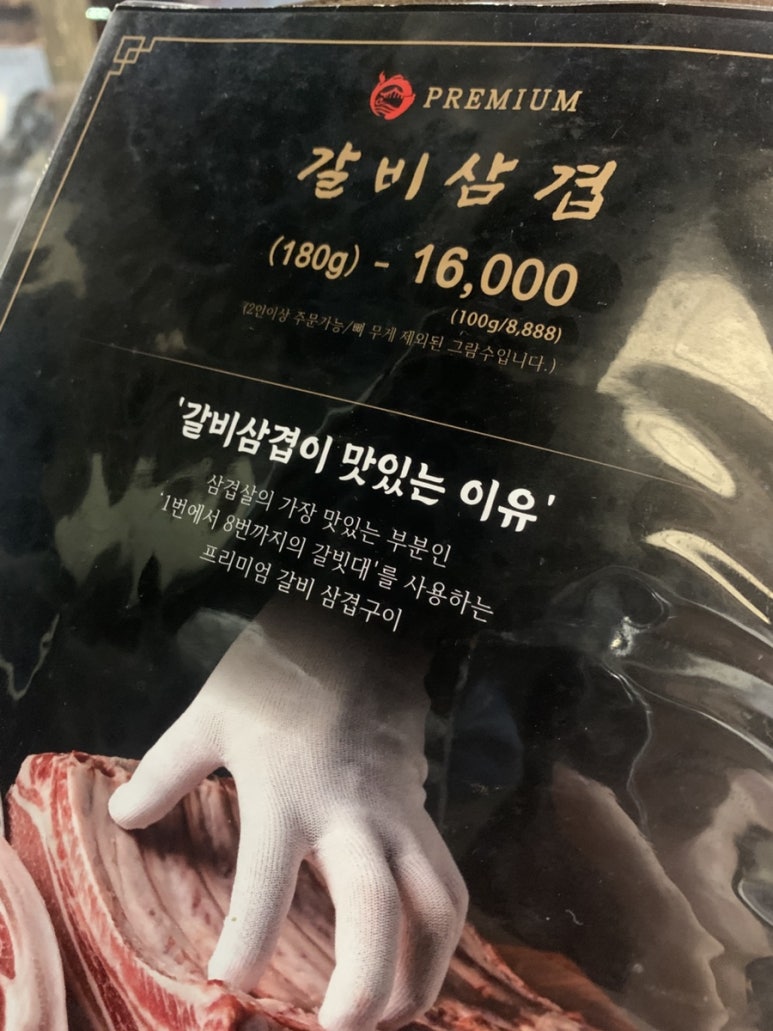 PREMIUM
갈비삼겹
(180g) - 16,000
(100g/8,888)
(2인이상 주문가능/뼈 무게 제외된 그람수입니다.)
'갈비삼겹이 맛있는 이유'
삼겹살의 가장 맛있는 부분인
'1번에서 8번까지의 갈빗대'를 사용하는
프리미엄 갈비 삼겹구이